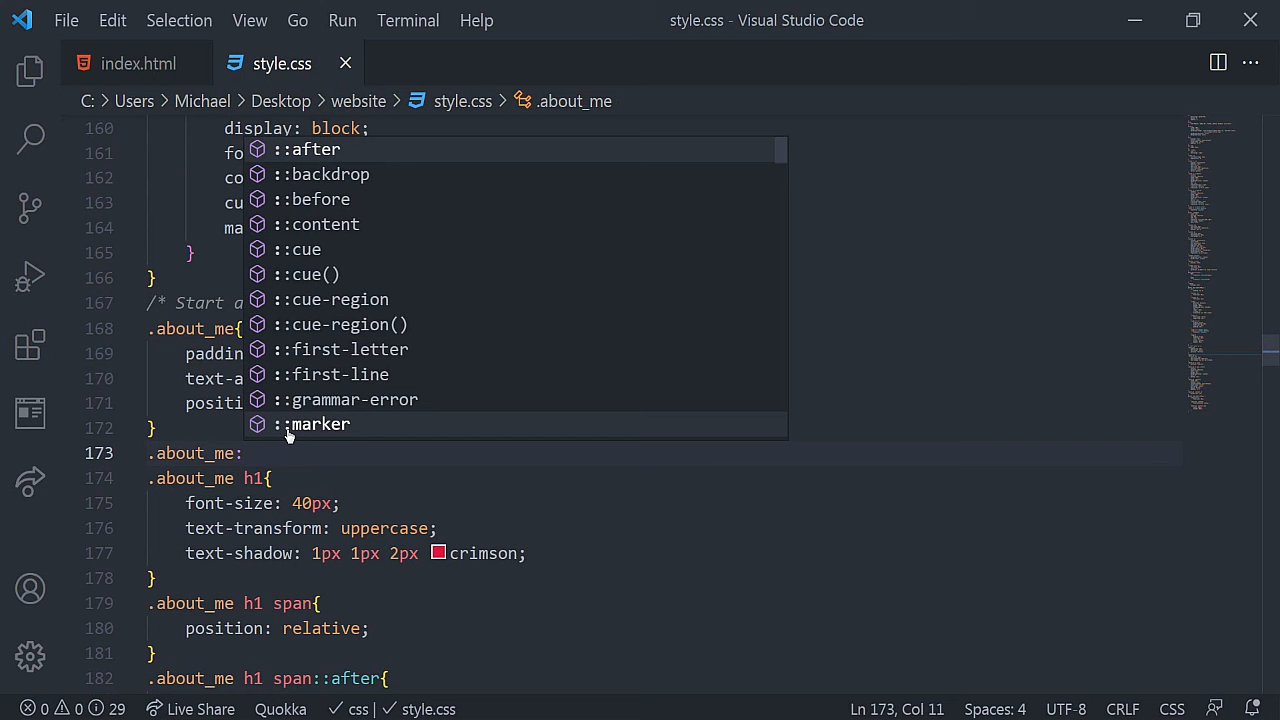 File Edit Selection View Go Run Terminal Help style.css - Visual Studio Code
index.html style.css
C: Users Michael Desktop website style.css .about_me
160 display: block;
161 fo
162 co
163 cu
164 ma
165 }
166 }
167 /* Start a
168 .about_me{
169 paddin
170 text-a
171 positi
172 }
::after
::backdrop
::before
::content
::cue
::cue()
::cue-region
::cue-region()
::first-letter
::first-line
::grammar-error
::marker
173 .about_me:
174 .about_me h1{
175 font-size: 40px;
176 text-transform: uppercase;
177 text-shadow: 1px 1px 2px crimson;
178 }
179 .about_me h1 span{
180 position: relative;
181 }
182 .about_me h1 span::after{
0 0 29 Live Share Quokka css style.css Ln 173, Col 11 Spaces: 4 UTF-8 CRLF CSS